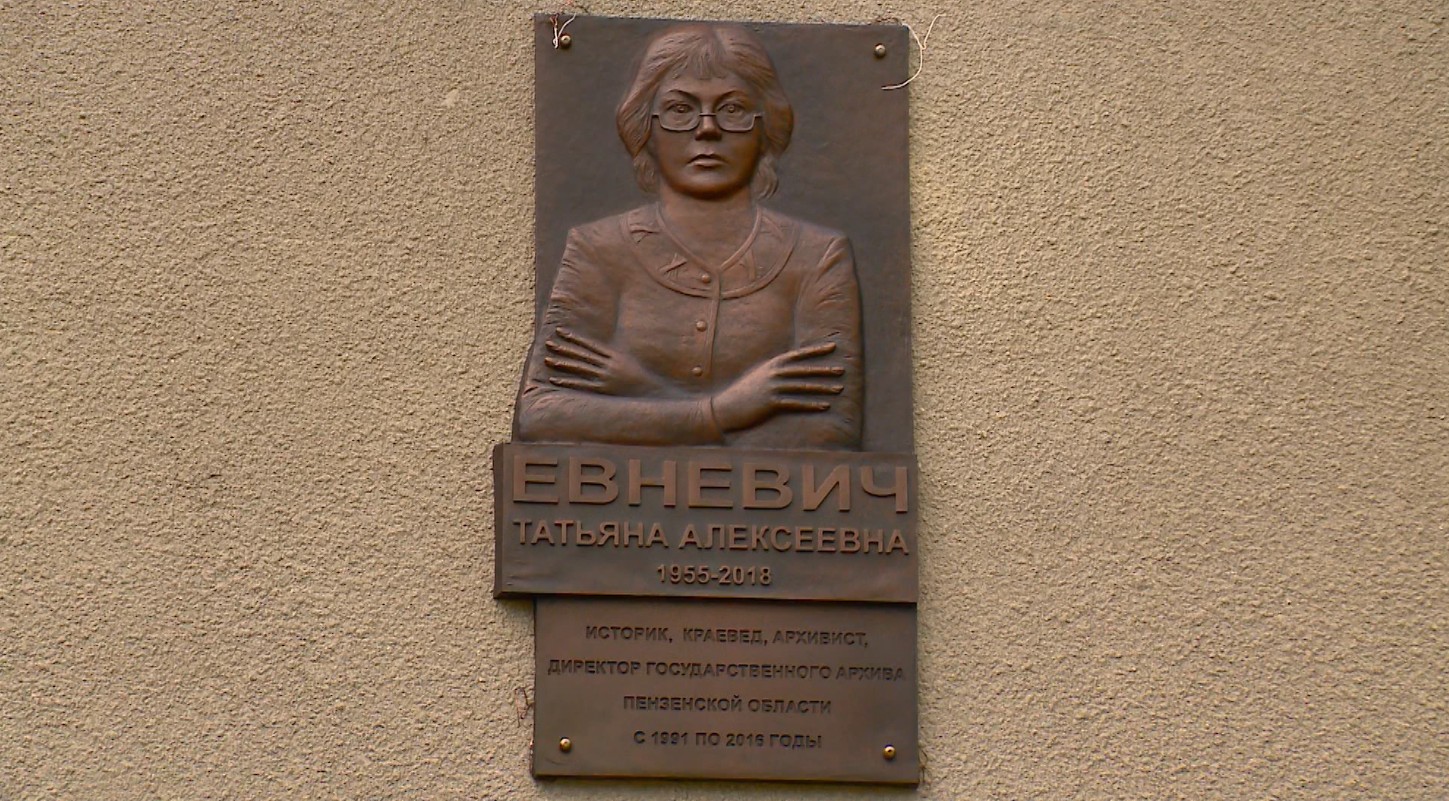 ЕВНЕВИЧ
ТАТЬЯНА АЛЕКСЕЕВНА
1955-2018
ИСТОРИК, КРАЕВЕД, АРХИВИСТ,
ДИРЕКТОР ГОСУДАРСТВЕННОГО АРХИВА
ПЕНЗЕНСКОЙ ОБЛАСТИ
С 1991 ПО 2016 ГОДЫ